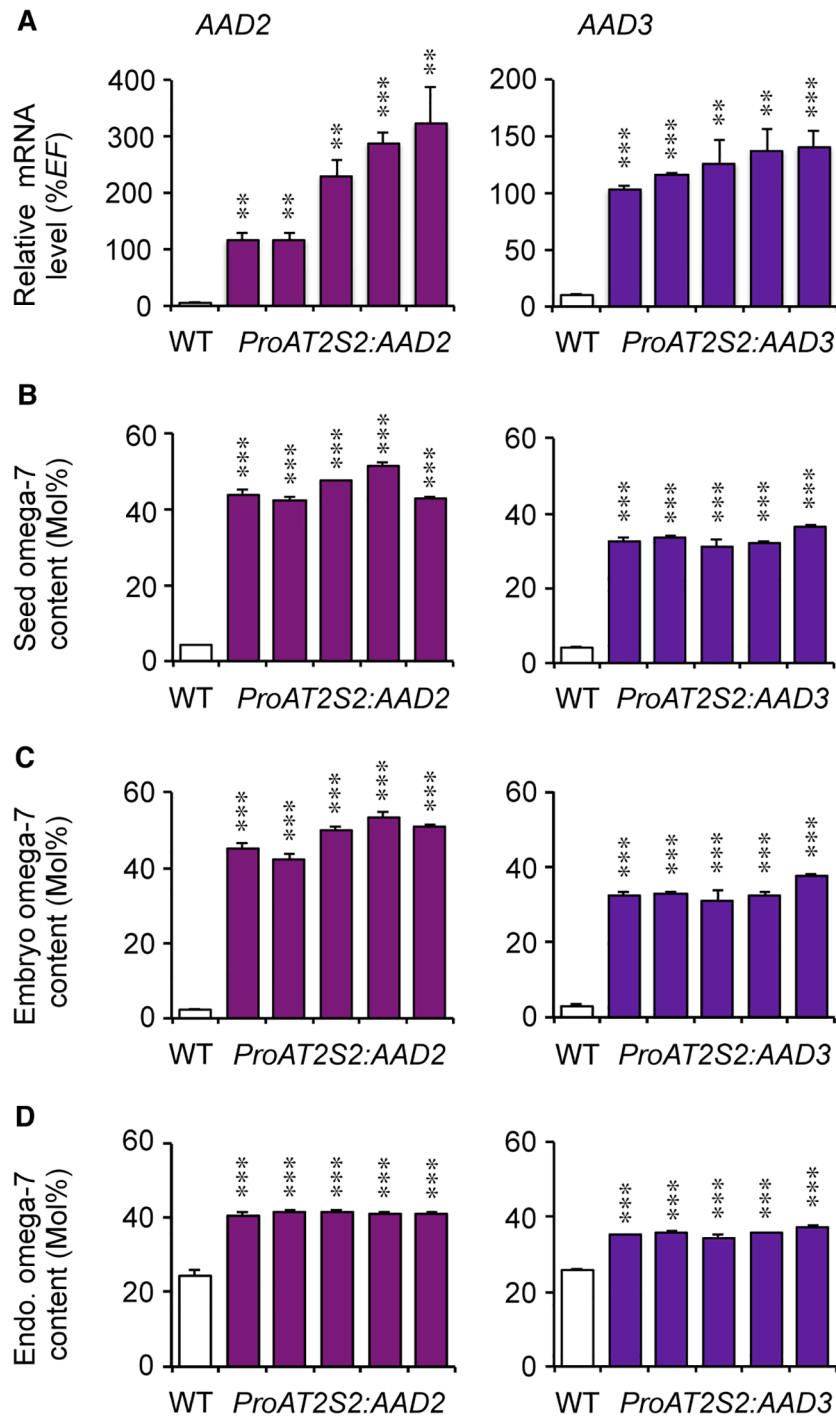 A
AAD2
AAD3
Relative mRNA
level (%EF)
400
300
200
100
0
** ** ** *** **
WT ProAT2S2:AAD2
200
150
100
50
0
*** *** ** ** ***
WT ProAT2S2:AAD3
B
Seed omega-7
content (Mol%)
60
40
20
0
*** *** *** *** ***
WT ProAT2S2:AAD2
60
40
20
0
*** *** *** *** ***
WT ProAT2S2:AAD3
C
Embryo omega-7
content (Mol%)
60
40
20
0
*** *** *** *** ***
WT ProAT2S2:AAD2
60
40
20
0
*** *** *** *** ***
WT ProAT2S2:AAD3
D
Endo. omega-7
content (Mol%)
60
40
20
0
*** *** *** *** ***
WT ProAT2S2:AAD2
60
40
20
0
*** *** *** *** ***
WT ProAT2S2:AAD3